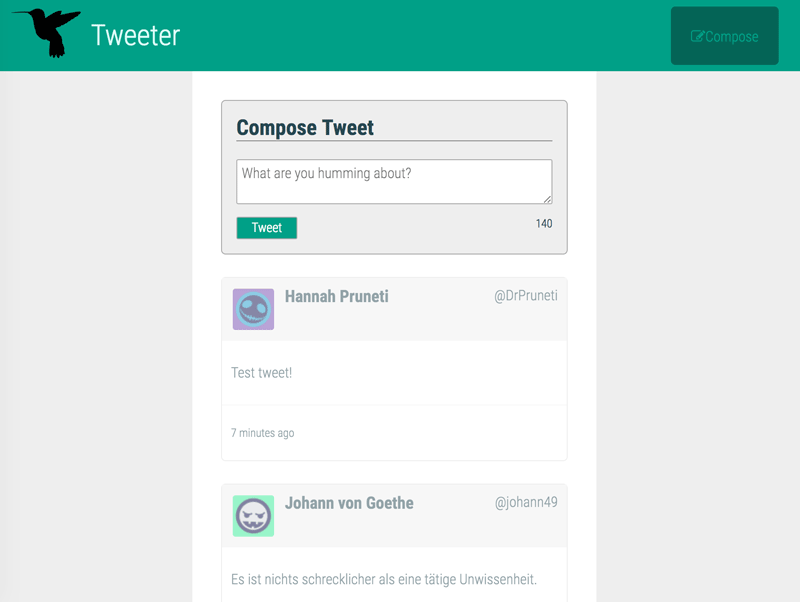 Tweeter
Compose
Compose Tweet
What are you humming about?
Tweet
140
Hannah Pruneti
@DrPruneti
Test tweet!
7 minutes ago
Johann von Goethe
@johann49
Es ist nichts schrecklicher als eine tätige Unwissenheit.